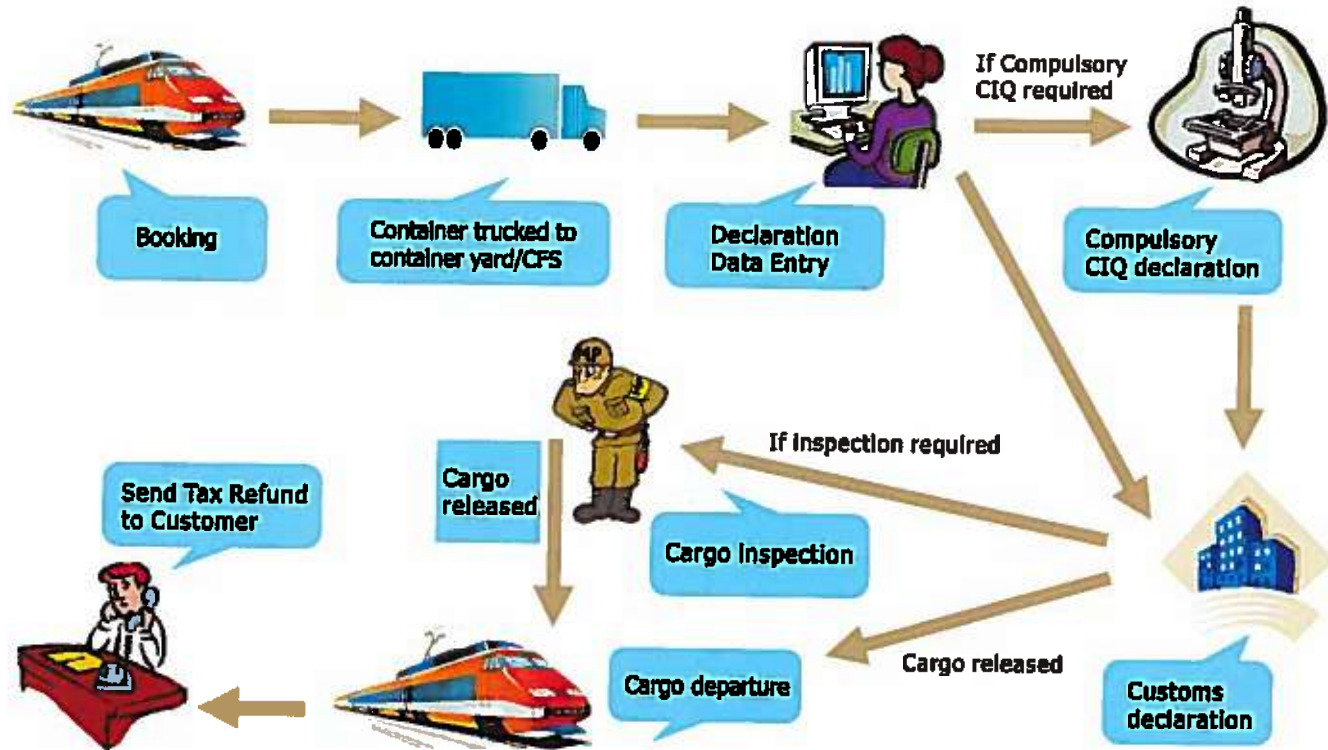 If Compulsory
CIQ required
Booking
Container trucked to
container yard/CFS
Declaration
Data Entry
Compulsory
CIQ declaration
MP
If inspection required
Cargo
released
Send Tax Refund
to Customer
Cargo inspection
Cargo released
Cargo departure
Customs
declaration